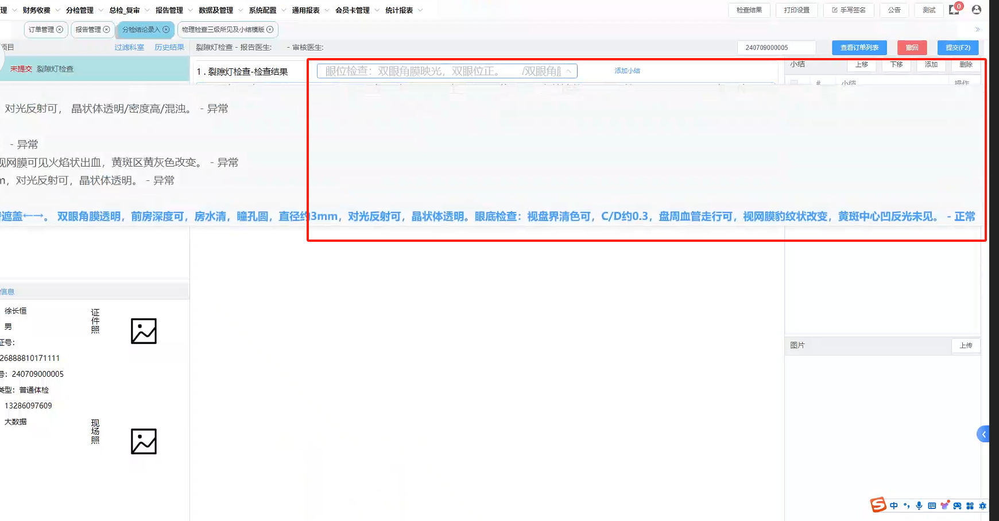 理 财务收费 分检管理 总检_复审 报告管理 数据及管理 系统配置 通用报表 会员卡管理 统计报表 检查结果 打印设置 手写签名 公告 测试 0
订单管理 报告管理 分检结论录入 物理检查三级所见及小结模版
项目 过滤科室 历史结果 裂隙灯检查 - 报告医生: - 审核医生: 240709000005 查看订单列表 撤回 提交(F2)
未提交 裂隙灯检查
1 . 裂隙灯检查-检查结果 眼位检查：双眼角膜映光，双眼位正。 /双眼角膜 添加小结
小结 上移 下移 添加 删除
# 小结 操作
对光反射可， 晶状体透明/密度高/混浊。 - 异常
- 异常
视网膜可见火焰状出血，黄斑区黄灰色改变。 - 异常
m，对光反射可，晶状体透明。 - 异常
替遮盖←→。 双眼角膜透明，前房深度可，房水清，瞳孔圆，直径约3mm，对光反射可，晶状体透明。眼底检查：视盘界清色可，C/D约0.3，盘周血管走行可，视网膜豹纹状改变，黄斑中心凹反光未见。 - 正常
信息
徐长恒
男
证号:
26888810171111
号: 240709000005
类型: 普通体检
13286097609
大数据
证件照
现场照
图片 上传
中